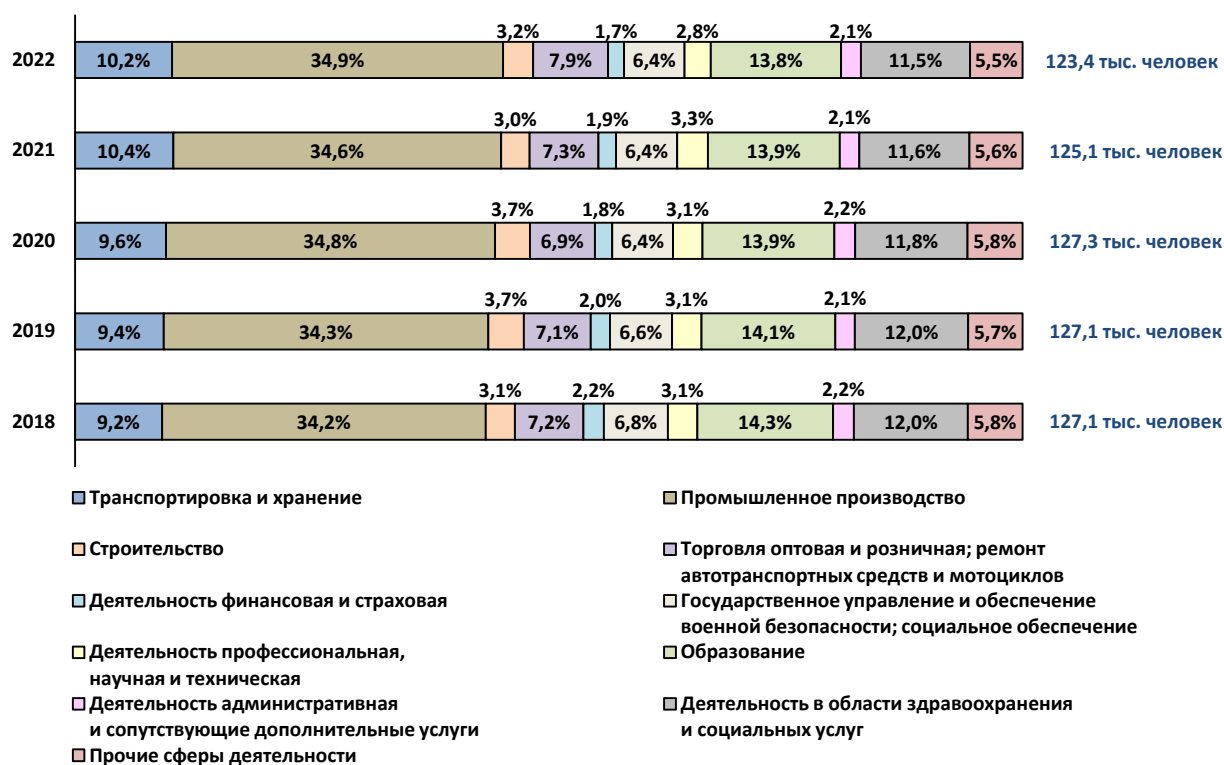 3,2% 1,7% 2,8% 2,1%
2022 10,2% 34,9% 7,9% 6,4% 13,8% 11,5% 5,5% 123,4 тыс. человек
3,0% 1,9% 3,3% 2,1%
2021 10,4% 34,6% 7,3% 6,4% 13,9% 11,6% 5,6% 125,1 тыс. человек
3,7% 1,8% 3,1% 2,2%
2020 9,6% 34,8% 6,9% 6,4% 13,9% 11,8% 5,8% 127,3 тыс. человек
3,7% 2,0% 3,1% 2,1%
2019 9,4% 34,3% 7,1% 6,6% 14,1% 12,0% 5,7% 127,1 тыс. человек
3,1% 2,2% 3,1% 2,2%
2018 9,2% 34,2% 7,2% 6,8% 14,3% 12,0% 5,8% 127,1 тыс. человек
Транспортировка и хранение
Промышленное производство
Строительство
Торговля оптовая и розничная; ремонт
автотранспортных средств и мотоциклов
Деятельность финансовая и страховая
Государственное управление и обеспечение
военной безопасности; социальное обеспечение
Деятельность профессиональная,
научная и техническая
Образование
Деятельность административная
и сопутствующие дополнительные услуги
Деятельность в области здравоохранения
и социальных услуг
Прочие сферы деятельности